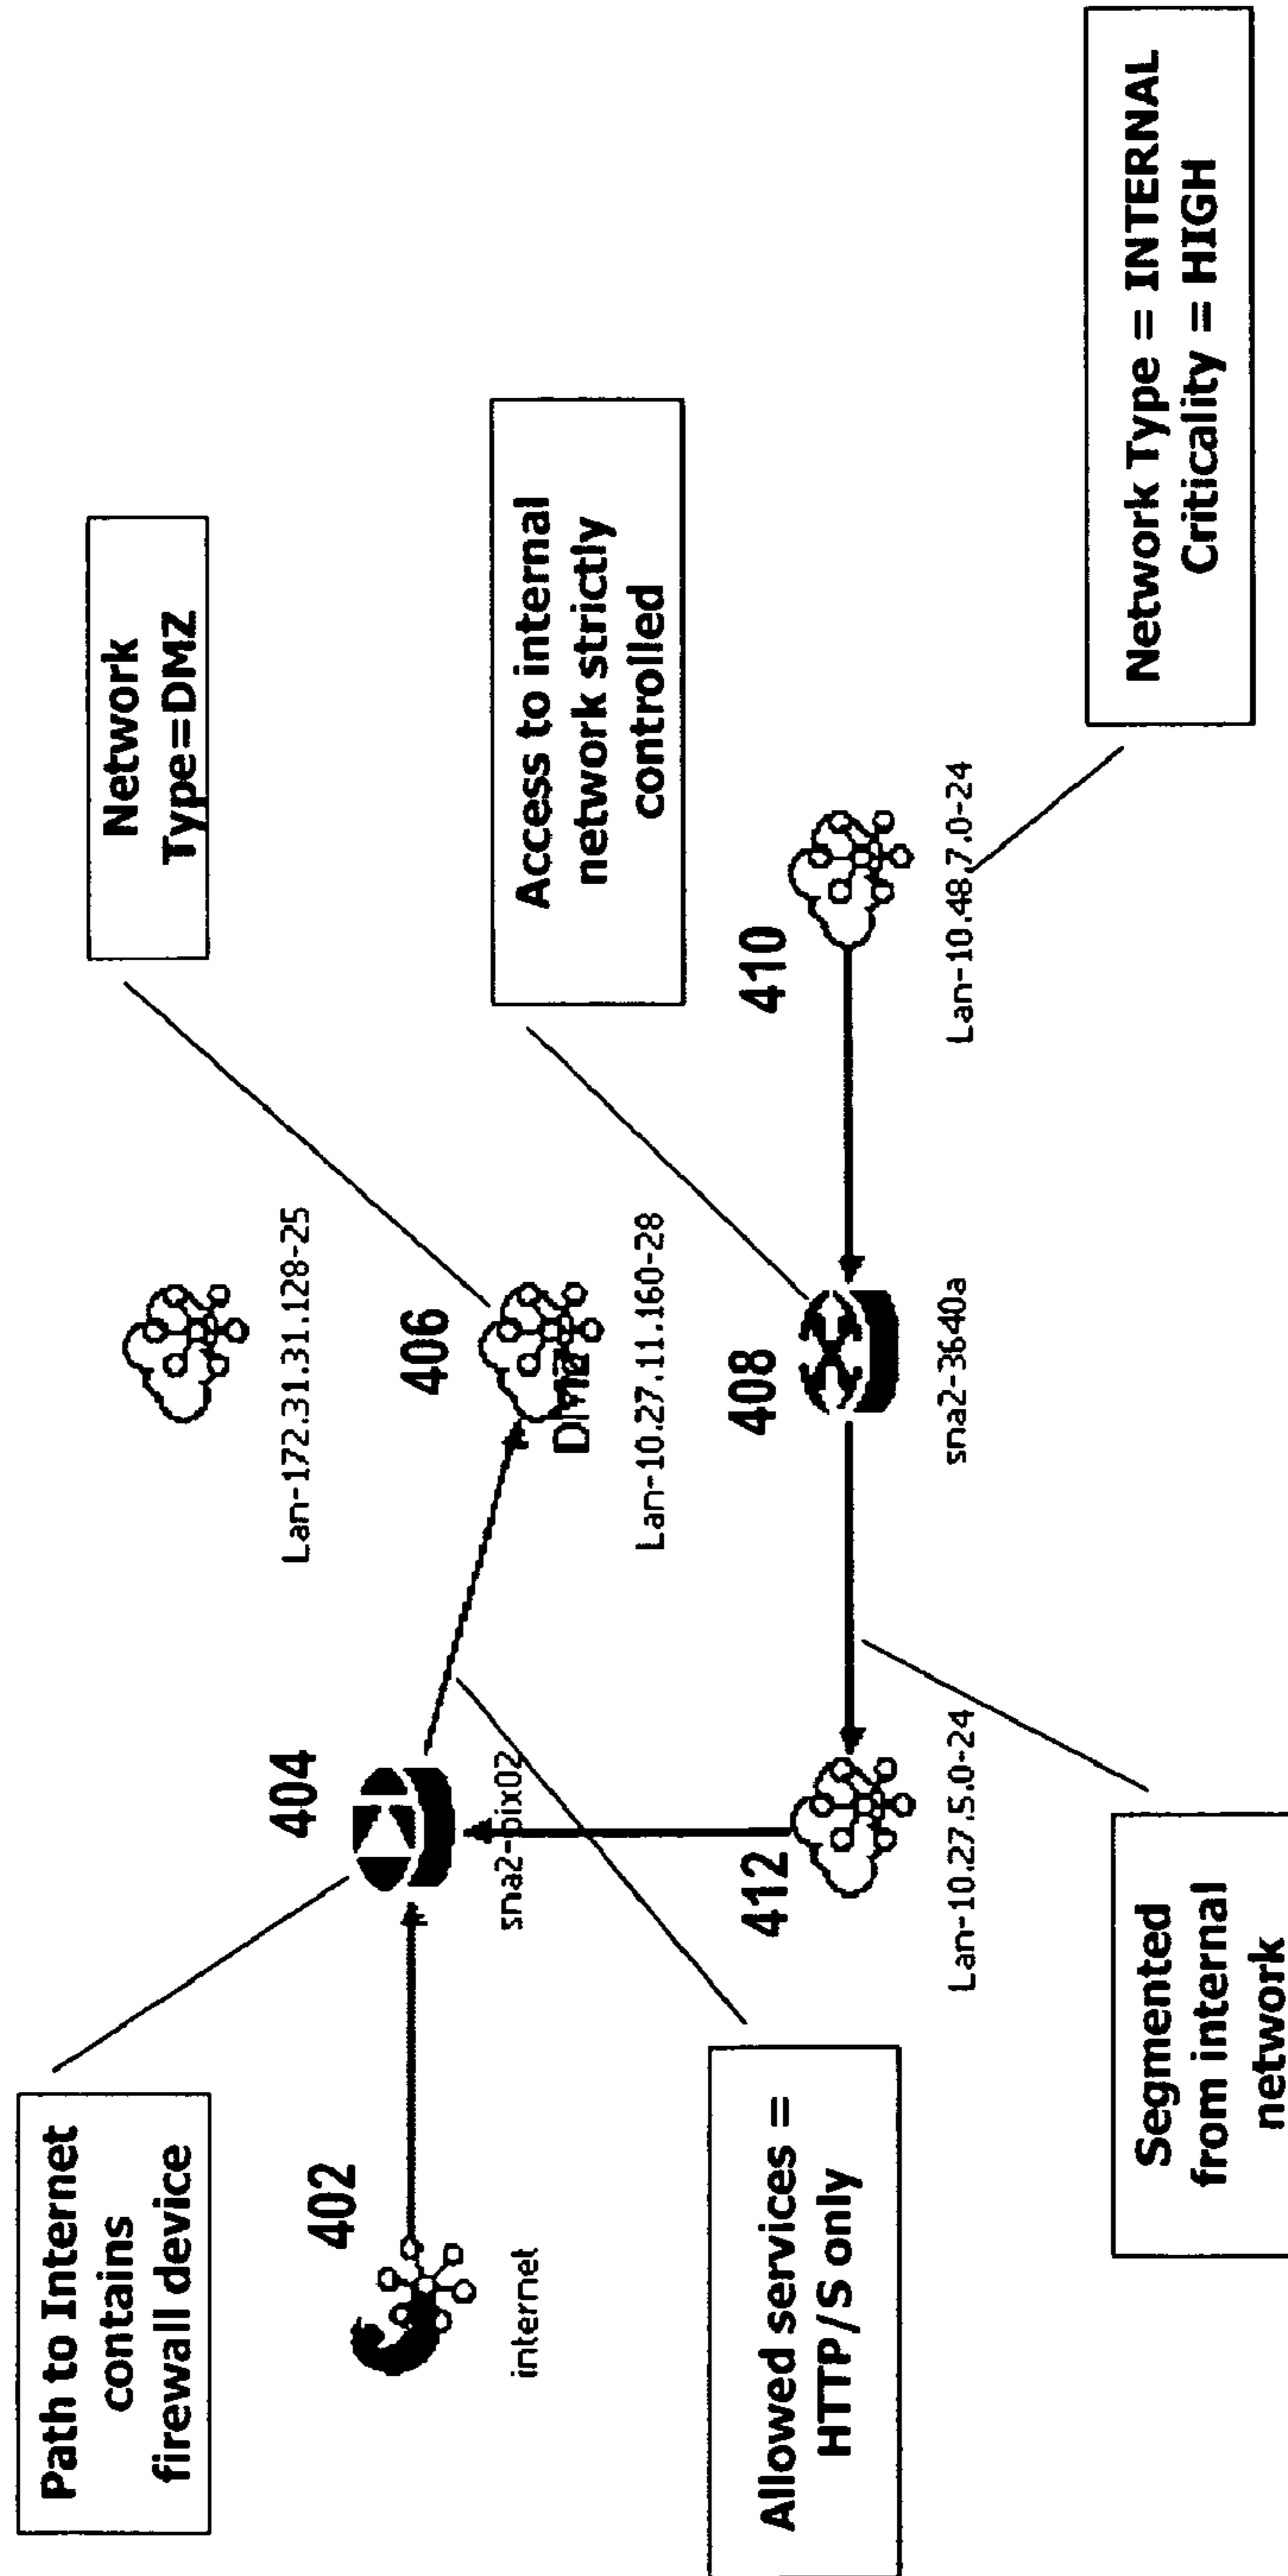 Path to Internet
contains
firewall device
Network
Type=DMZ
Lan-172.31.31.128-25
404
402
internet
sna2-pix02
406
Dmz
Lan-10.27.11.160-28
Access to internal
network strictly
controlled
Allowed services =
HTTP/S only
412
Lan-10.27.5.0-24
408
sna2-3640a
410
Lan-10.48.7.0-24
Segmented
from internal
network
Network Type = INTERNAL
Criticality = HIGH